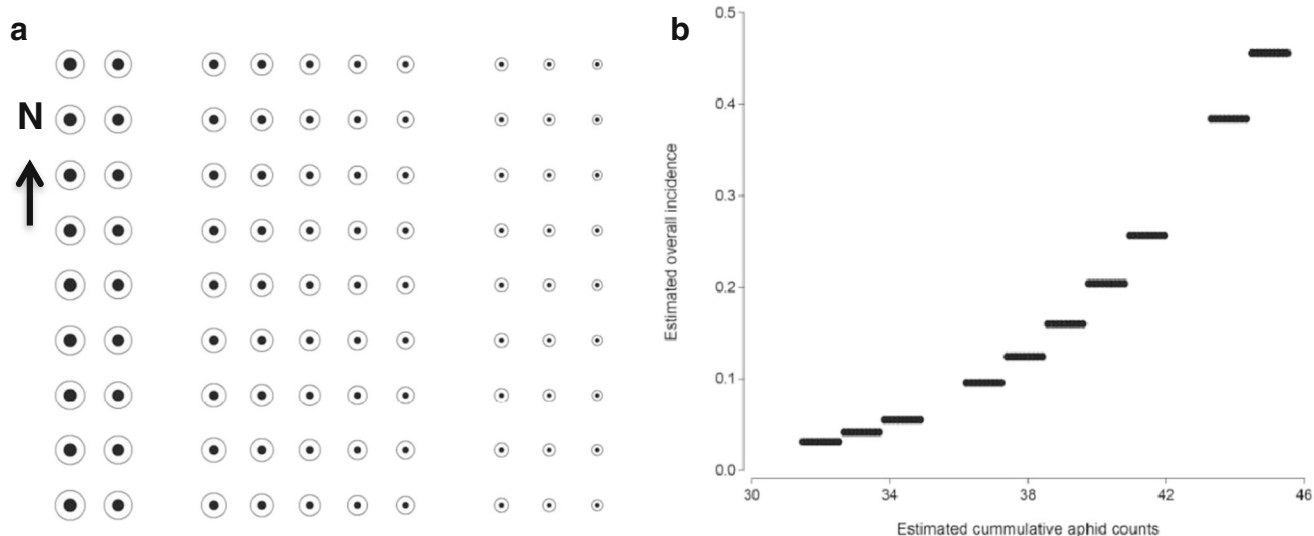 a
N
b
0.5
0.4
0.3
0.2
0.1
0.0
Estimated overall incidence
30 34 38 42 46
Estimated cummulative aphid counts